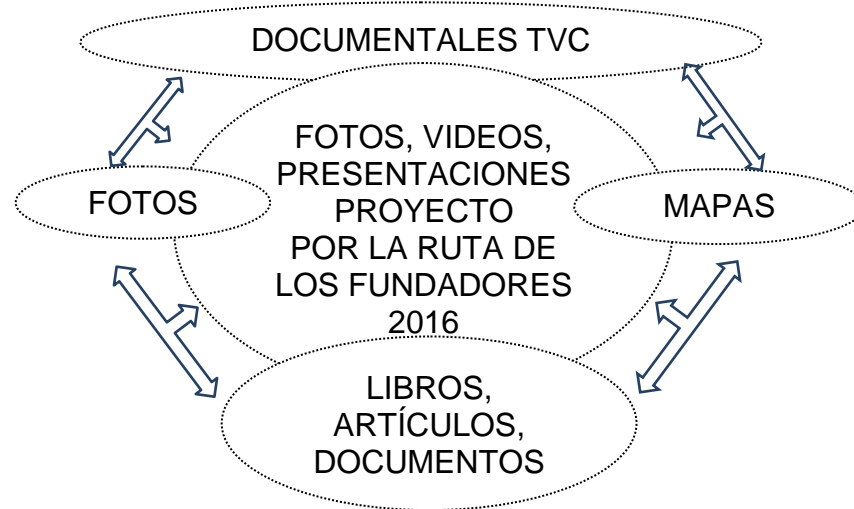 DOCUMENTALES TVC
FOTOS, VIDEOS,
PRESENTACIONES
PROYECTO
POR LA RUTA DE
LOS FUNDADORES
2016
FOTOS
MAPAS
LIBROS,
ARTÍCULOS,
DOCUMENTOS